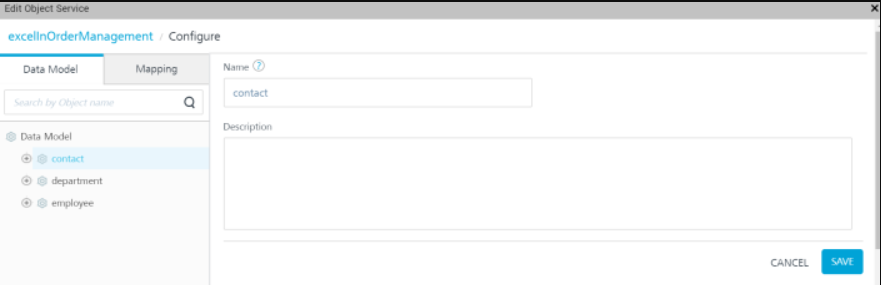 Edit Object Service
excelInOrderManagement / Configure
Data Model
Mapping
Search by Object name
Data Model
contact
department
employee
Name
contact
Description
CANCEL
SAVE